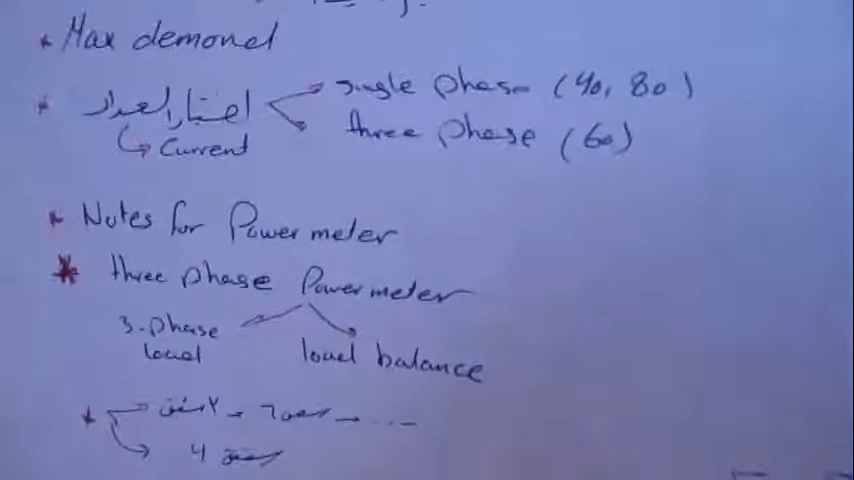 * Max demand
* اختيار العداد single phase (40, 80)
three phase (60)
Current
* Notes for Power meter
* three phase Power meter
3-phase load
load balance
* ....
4